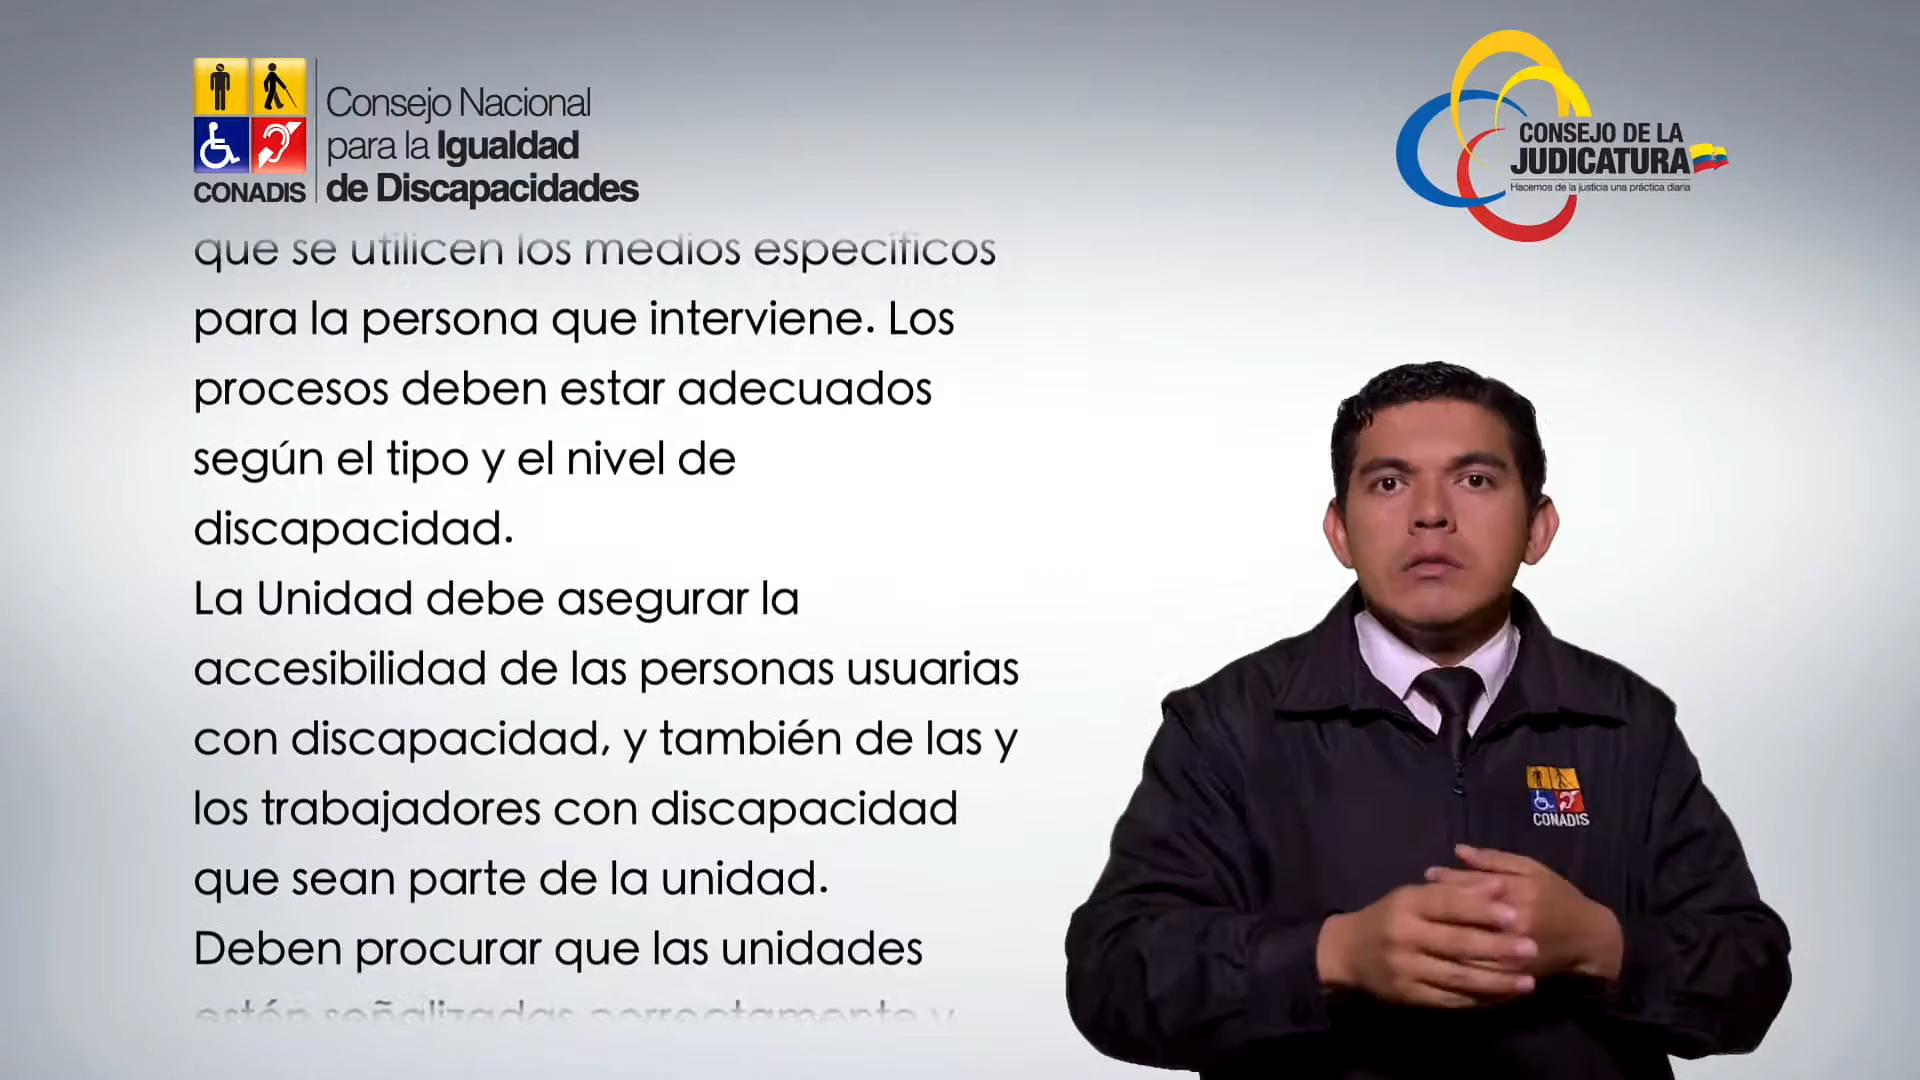 Consejo Nacional
para la Igualdad
de Discapacidades
CONADIS
CONSEJO DE LA
JUDICATURA
Hacemos de la justicia una práctica diaria
que se utilicen los medios específicos
para la persona que interviene. Los
procesos deben estar adecuados
según el tipo y el nivel de
discapacidad.
La Unidad debe asegurar la
accesibilidad de las personas usuarias
con discapacidad, y también de las y
los trabajadores con discapacidad
que sean parte de la unidad.
Deben procurar que las unidades
estén señalizadas correctamente y
CONADIS